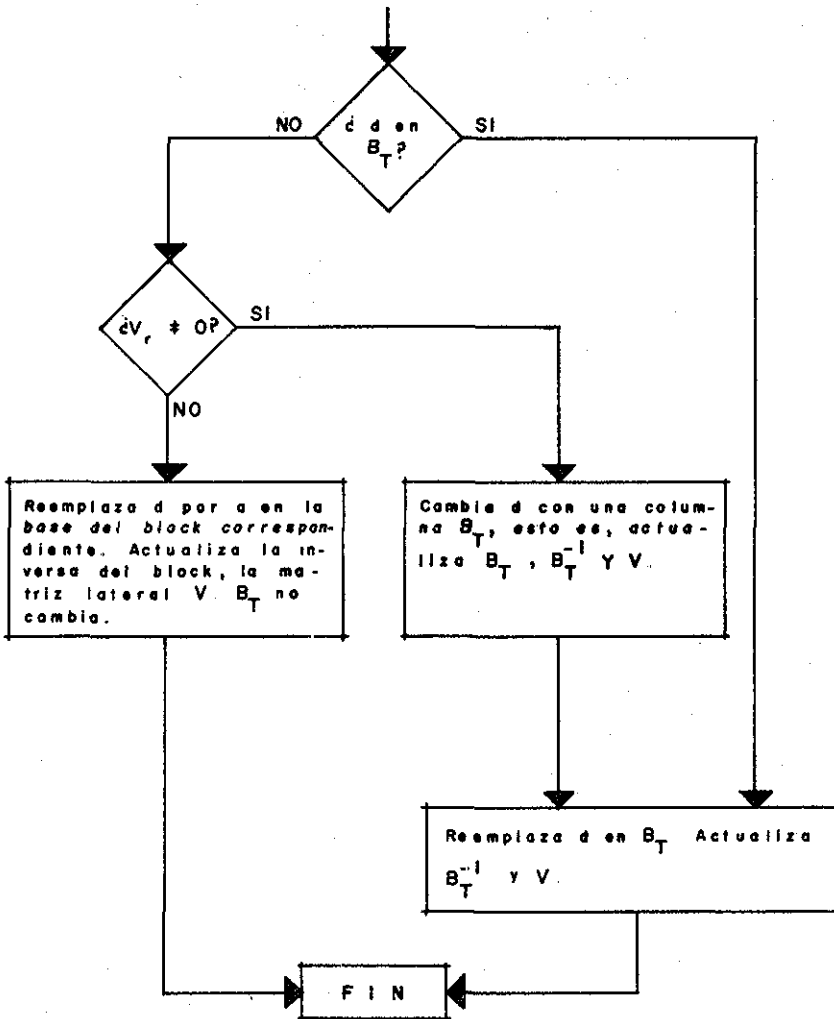 ¿ d en
B_T?
NO
SI
¿V_r ≠ 0?
SI
NO
Reemplaza d por a en la
base del block correspon-
diente. Actualiza la in-
versa del block, la ma-
triz lateral V B_T no
cambia.
Cambie d con una colum-
na B_T, esto es, actua-
liza B_T, B_T^-1 Y V.
Reemplaza d en B_T Actualiza
B_T^-1 y V.
FIN